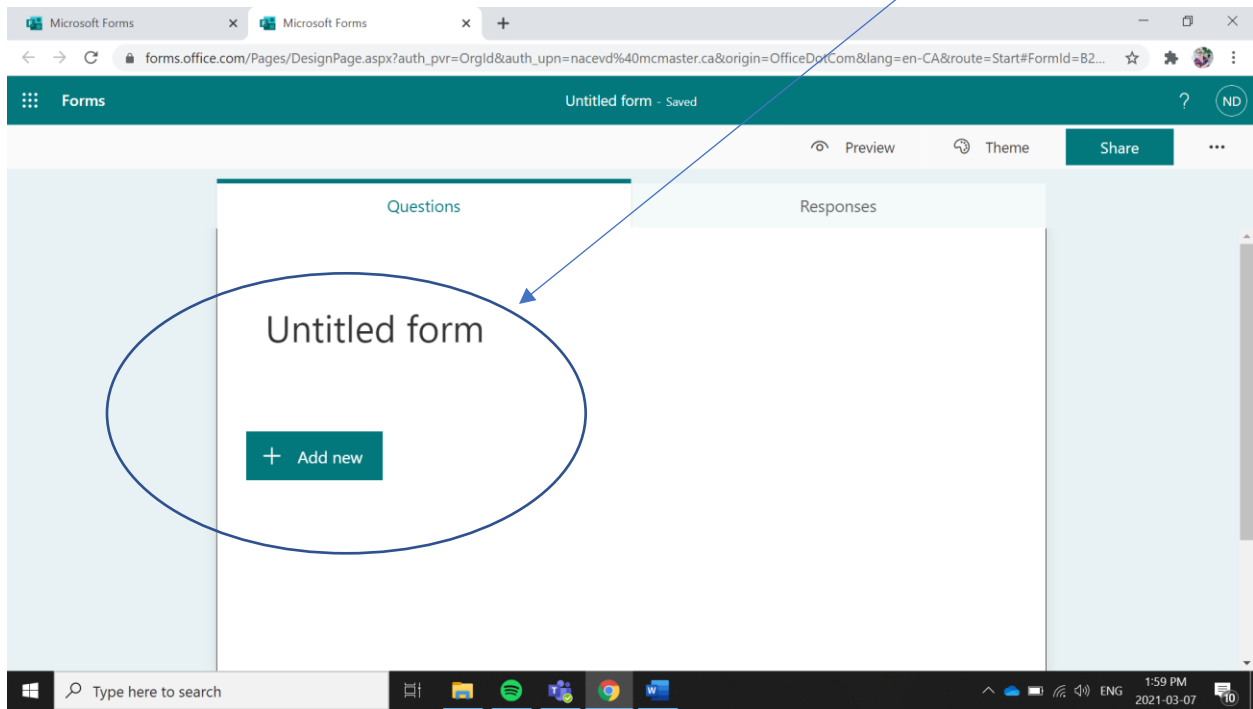 Microsoft Forms
Microsoft Forms
forms.office.com/Pages/DesignPage.aspx?auth_pvr=OrgId&auth_upn=nacevd%40mcmaster.ca&origin=OfficeDotCom&lang=en-CA&route=Start#FormId=B2...
Forms
Untitled form - Saved
?
ND
Preview
Theme
Share
Questions
Responses
Untitled form
+ Add new
Type here to search
ENG
1:59 PM
2021-03-07
10